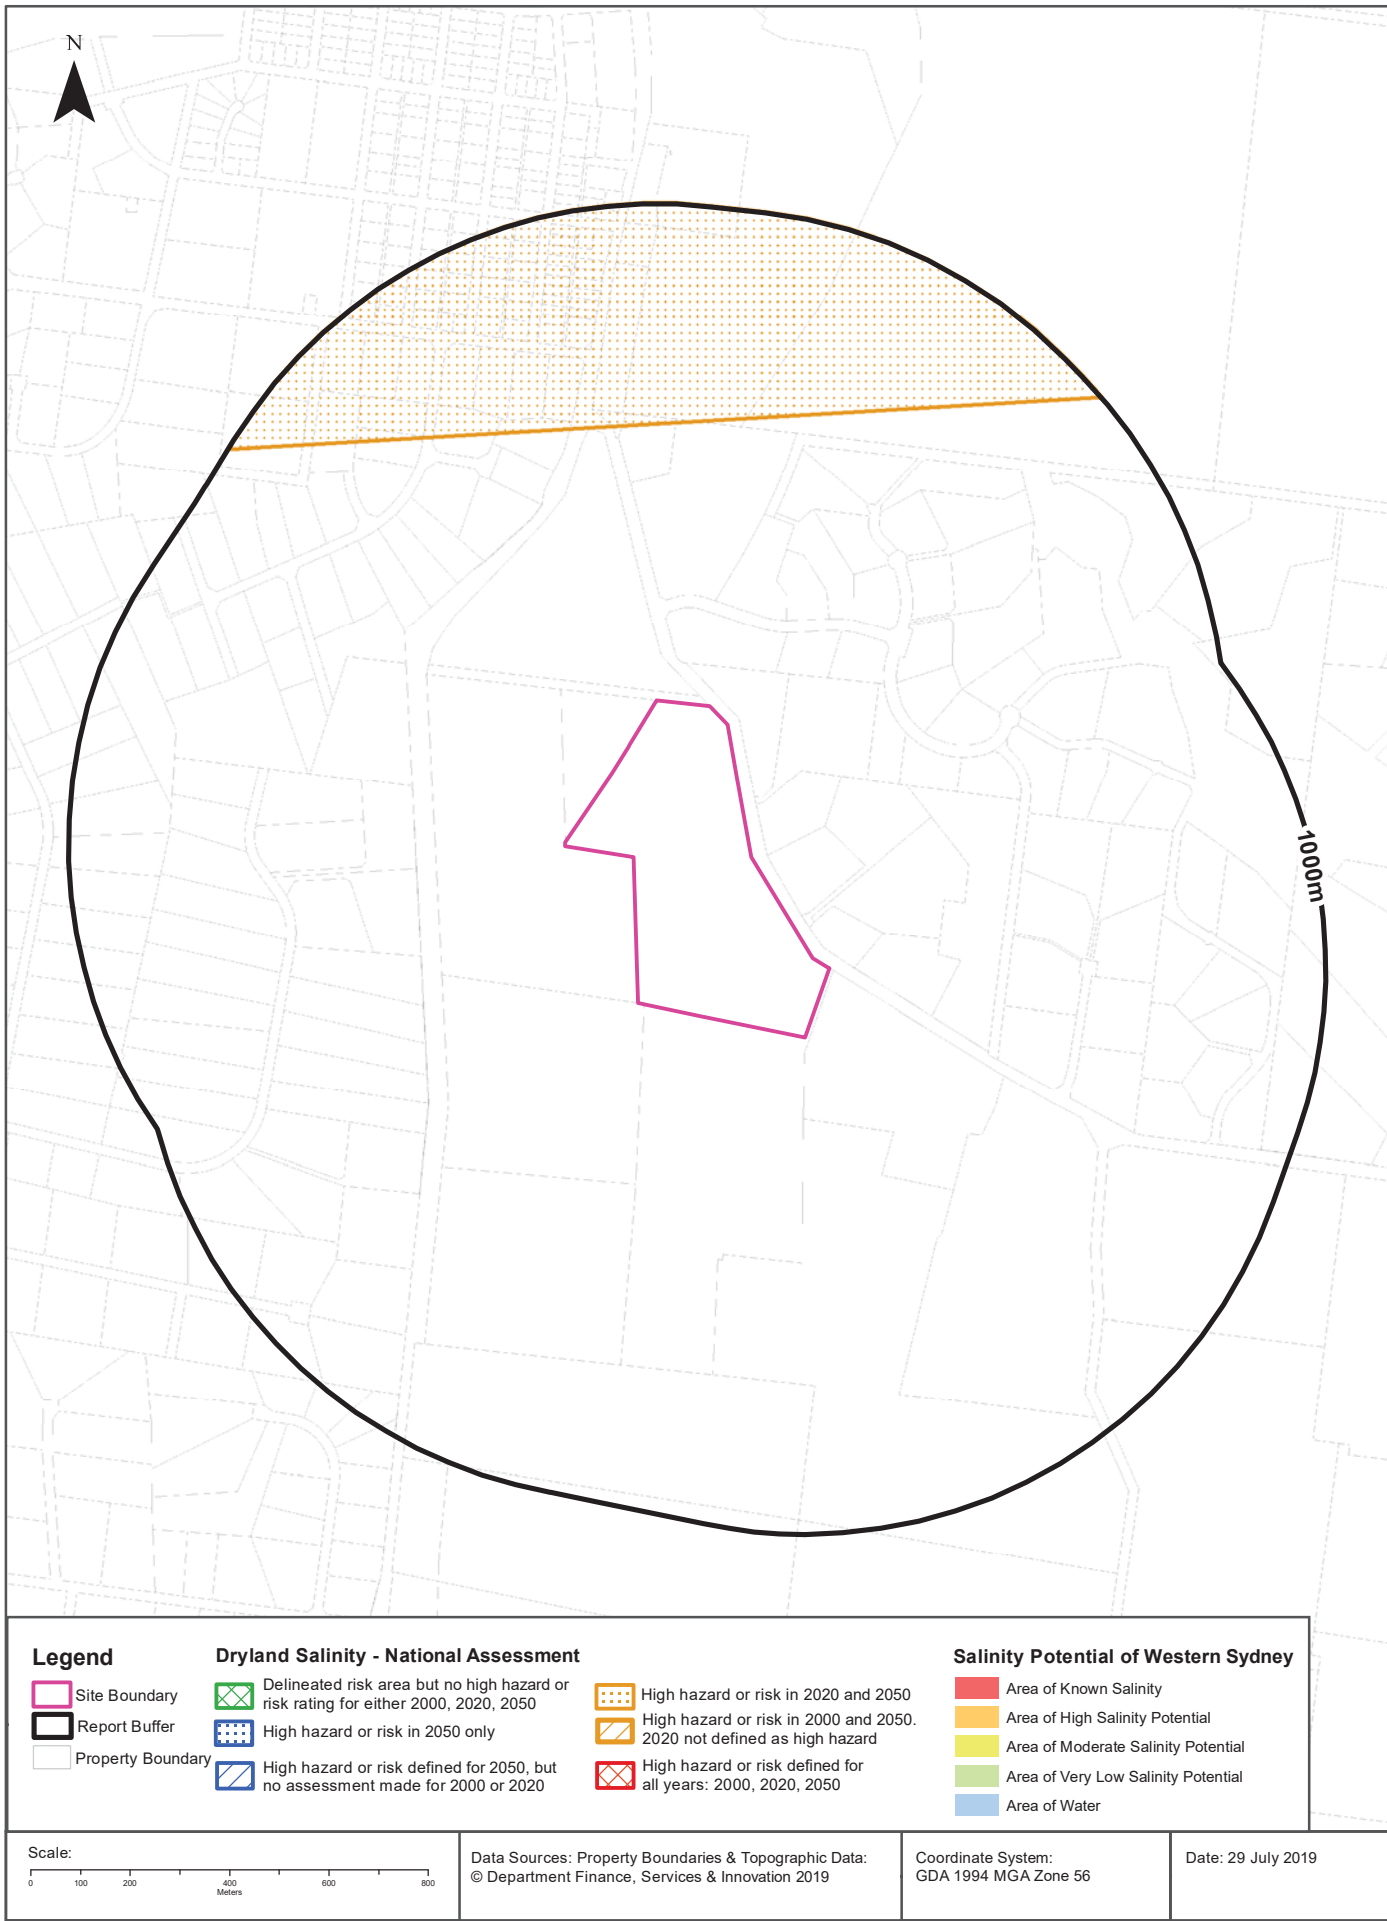 N
1000m
Legend
Site Boundary
Report Buffer
Property Boundary
Dryland Salinity - National Assessment
Delineated risk area but no high hazard or
risk rating for either 2000, 2020, 2050
High hazard or risk in 2050 only
High hazard or risk defined for 2050, but
no assessment made for 2000 or 2020
High hazard or risk in 2020 and 2050
High hazard or risk in 2000 and 2050.
2020 not defined as high hazard
High hazard or risk defined for
all years: 2000, 2020, 2050
Salinity Potential of Western Sydney
Area of Known Salinity
Area of High Salinity Potential
Area of Moderate Salinity Potential
Area of Very Low Salinity Potential
Area of Water
Scale:
0 100 200 400 600 800
Meters
Data Sources: Property Boundaries & Topographic Data:
© Department Finance, Services & Innovation 2019
Coordinate System:
GDA 1994 MGA Zone 56
Date: 29 July 2019